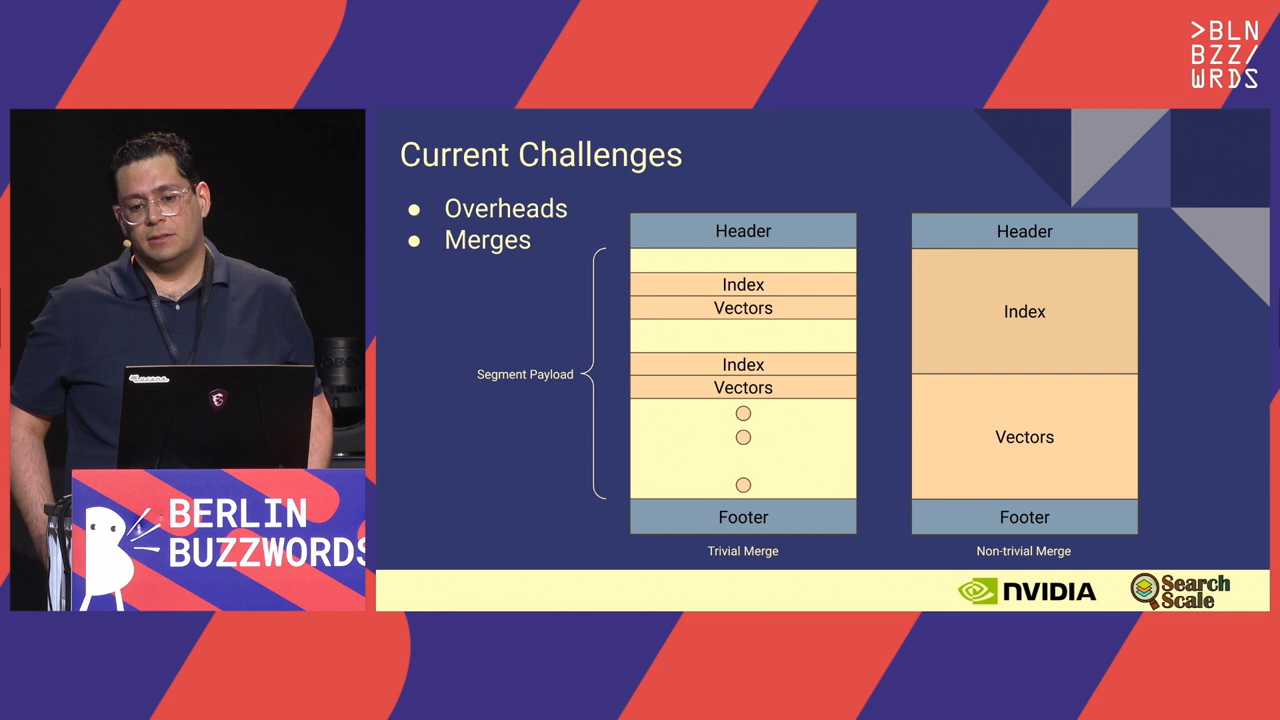 >BLN
BZZ/
WRDS
Current Challenges
Overheads
Merges
Segment Payload
Header
Index
Vectors
Index
Vectors
Footer
Trivial Merge
Header
Index
Vectors
Footer
Non-trivial Merge
BERLIN
BUZZWORDS
NVIDIA
Search
Scale